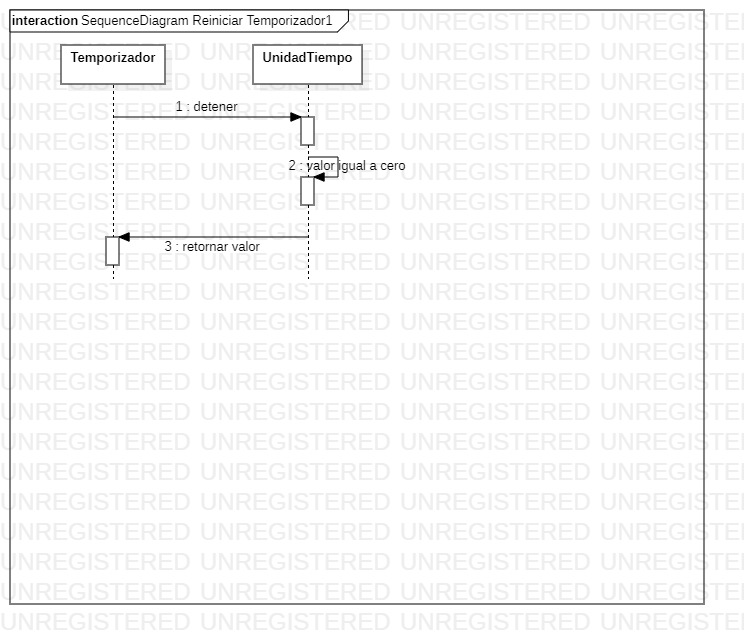 interaction SequenceDiagram Reiniciar Temporizador1
Temporizador
UnidadTiempo
1 : detener
2 : valor igual a cero
3 : retornar valor
UNREGISTERED UNREGISTERED UNREGISTERED UNREGISTERED